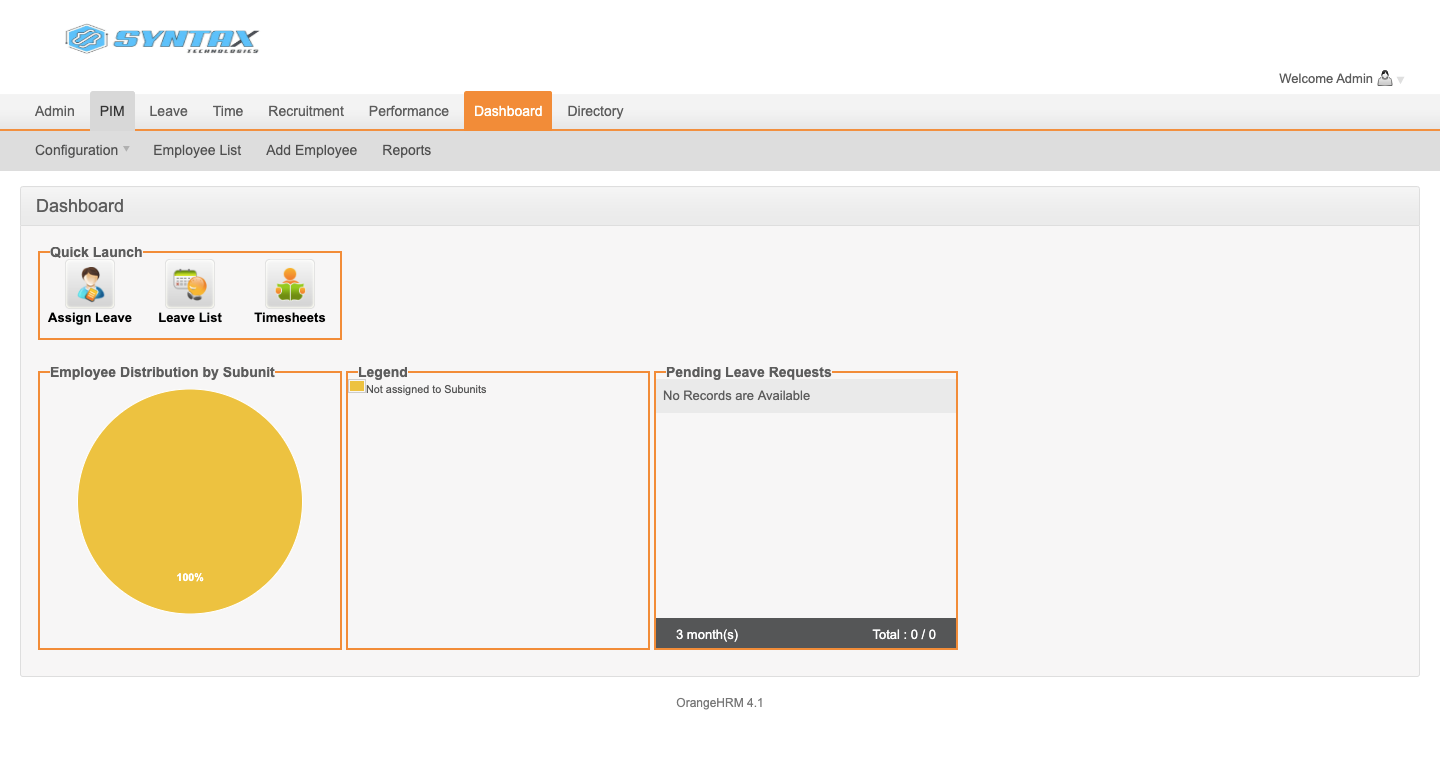 SYNTAX
TECHNOLOGIES
Welcome Admin
Admin PIM Leave Time Recruitment Performance Dashboard Directory
Configuration Employee List Add Employee Reports
Dashboard
Quick Launch
Assign Leave Leave List Timesheets
Employee Distribution by Subunit
100%
Legend
Not assigned to Subunits
Pending Leave Requests
No Records are Available
3 month(s) Total : 0 / 0
OrangeHRM 4.1